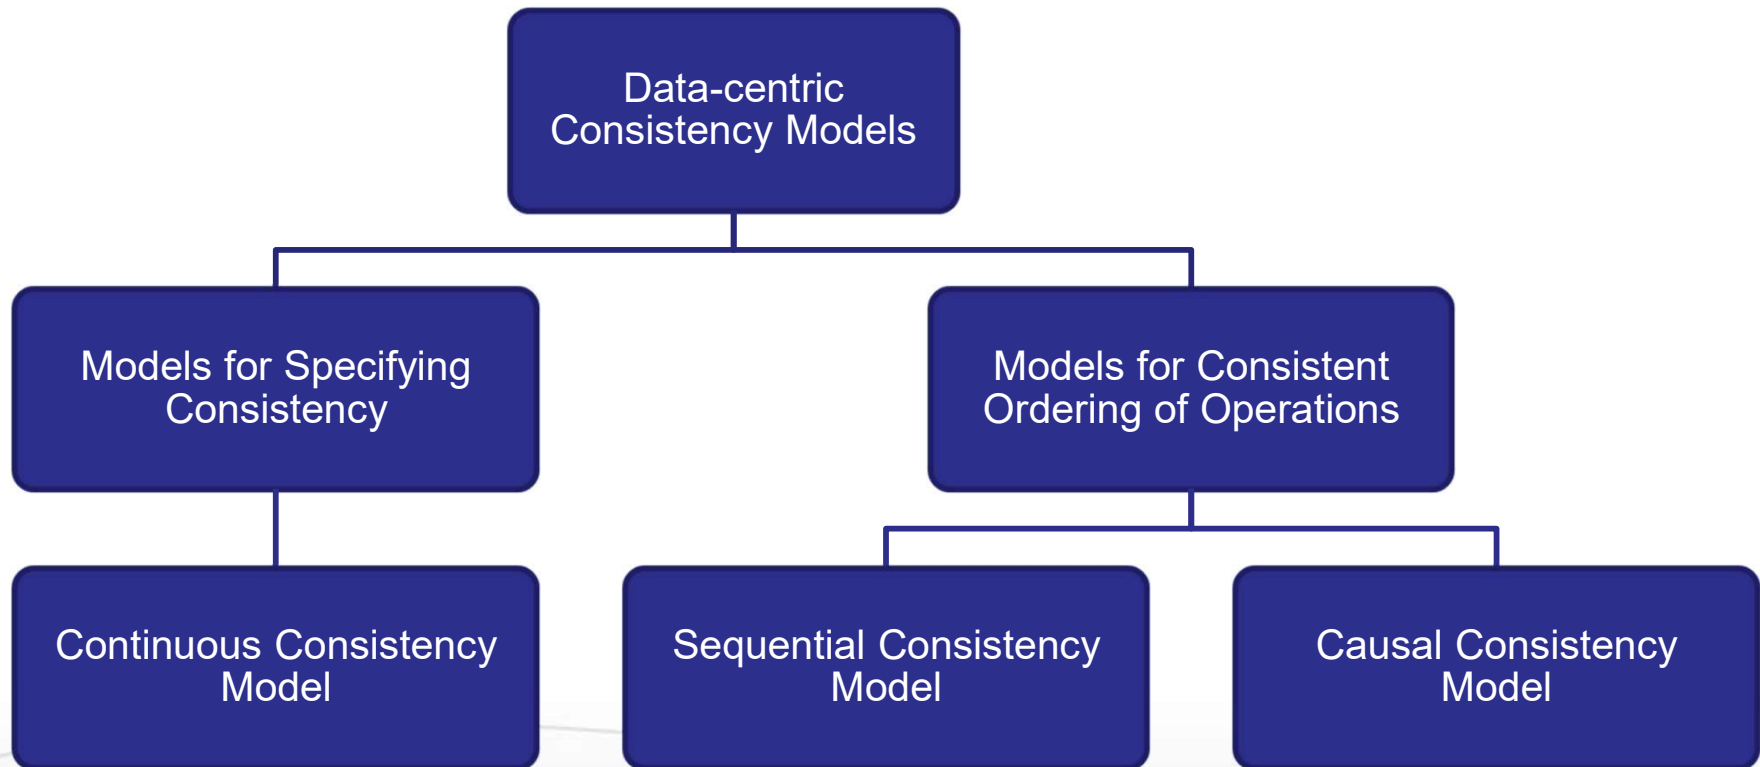 Data-centric
Consistency Models
Models for Specifying
Consistency
Models for Consistent
Ordering of Operations
Continuous Consistency
Model
Sequential Consistency
Model
Causal Consistency
Model